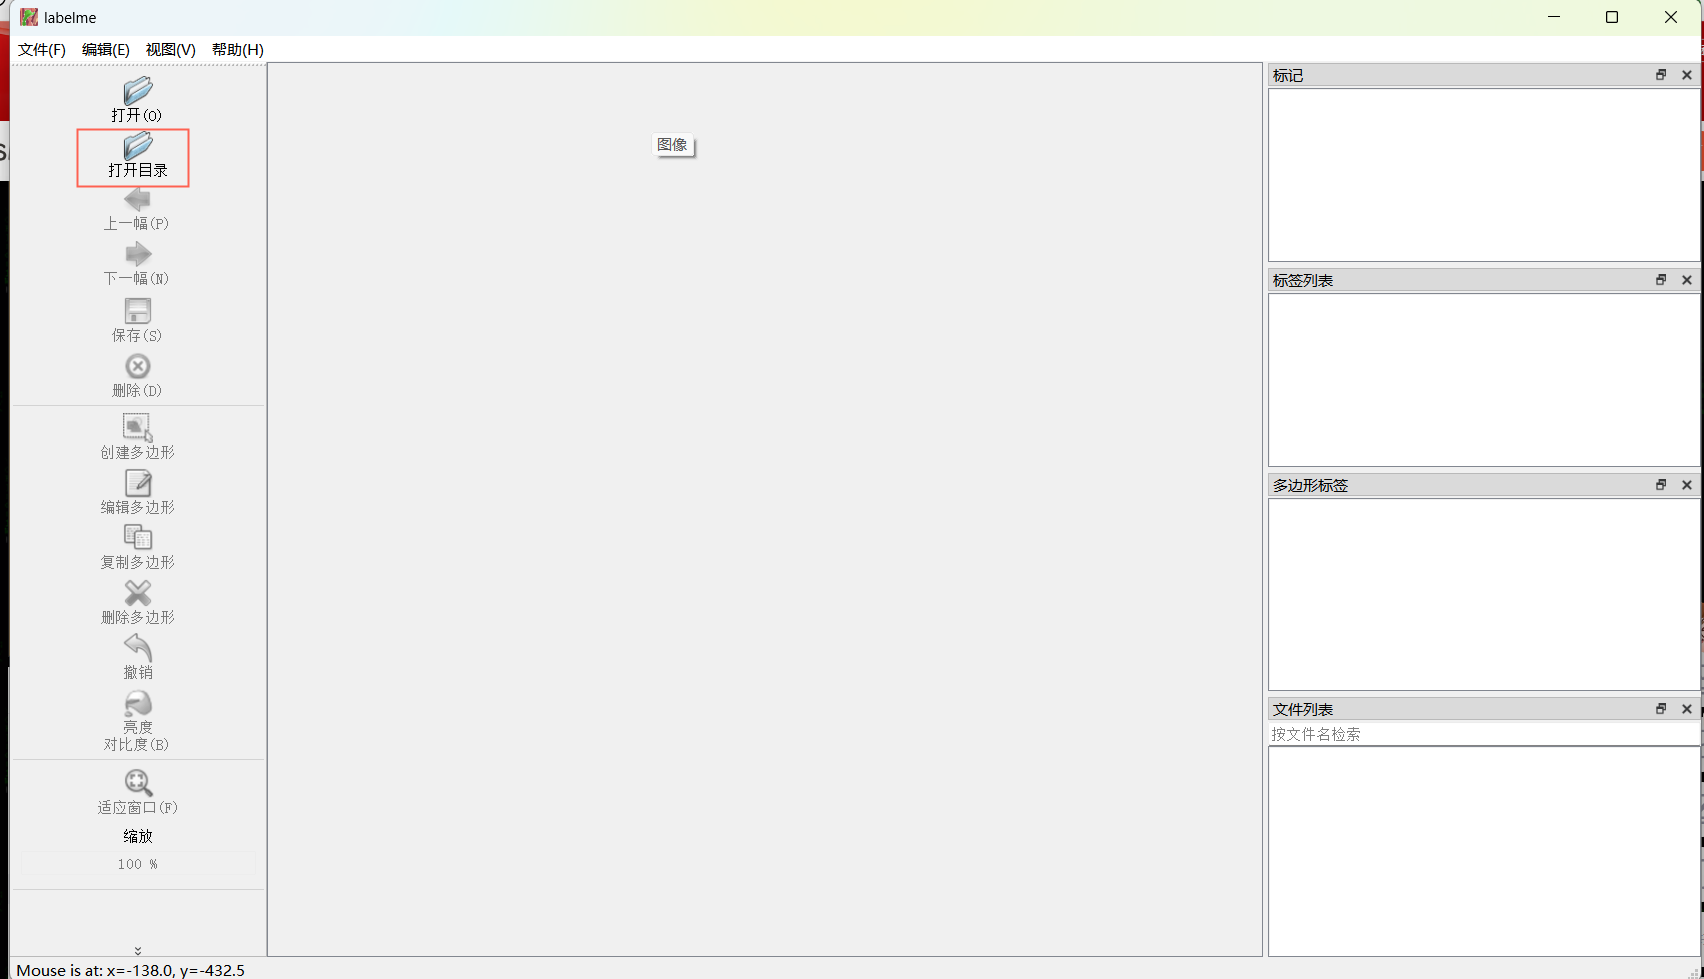 labelme
文件(F) 编辑(E) 视图(V) 帮助(H)
打开(O)
打开目录
上一幅(P)
下一幅(N)
保存(S)
删除(D)
创建多边形
编辑多边形
复制多边形
删除多边形
撤销
亮度
对比度(B)
适应窗口(F)
缩放
100 %
图像
标记
标签列表
多边形标签
文件列表
按文件名检索
Mouse is at: x=-138.0, y=-432.5